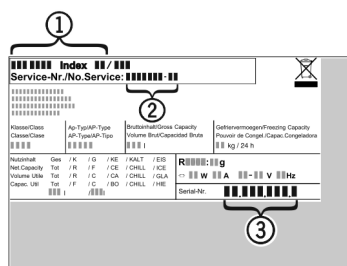 1
Index /
Service-Nr./No.Service: -
2
Klasse/Class
Classe/Clase
Ap-Typ/AP-Type
AP-Type/AP-Tipo
Bruttoinhalt/Gross Capacity
Volume Brut/Capacidad Bruta
l
Gefriervermoegen/Freezing Capacity
Pouvoir de Congel./Capac.Congeladora
kg / 24 h
Nutzinhalt Ges / K / G / KE / KALT / EIS
Net.Capacity Tot / R / F / CE / CHILL / ICE
Volume Utile Tot / R / C / CA / CHILL / GLA
Capac. Util Tot / F / C / BO / CHILL / HIE
l / l
R : g
W A - V Hz
Serial-Nr. . . .
3